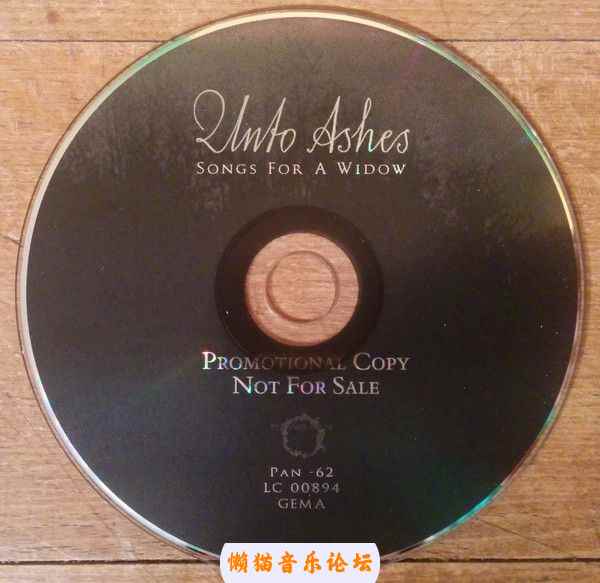 Unto Ashes
Songs For A Widow
Promotional Copy
Not For Sale
Pan -62
LC 00894
GEMA
懒猫音乐论坛